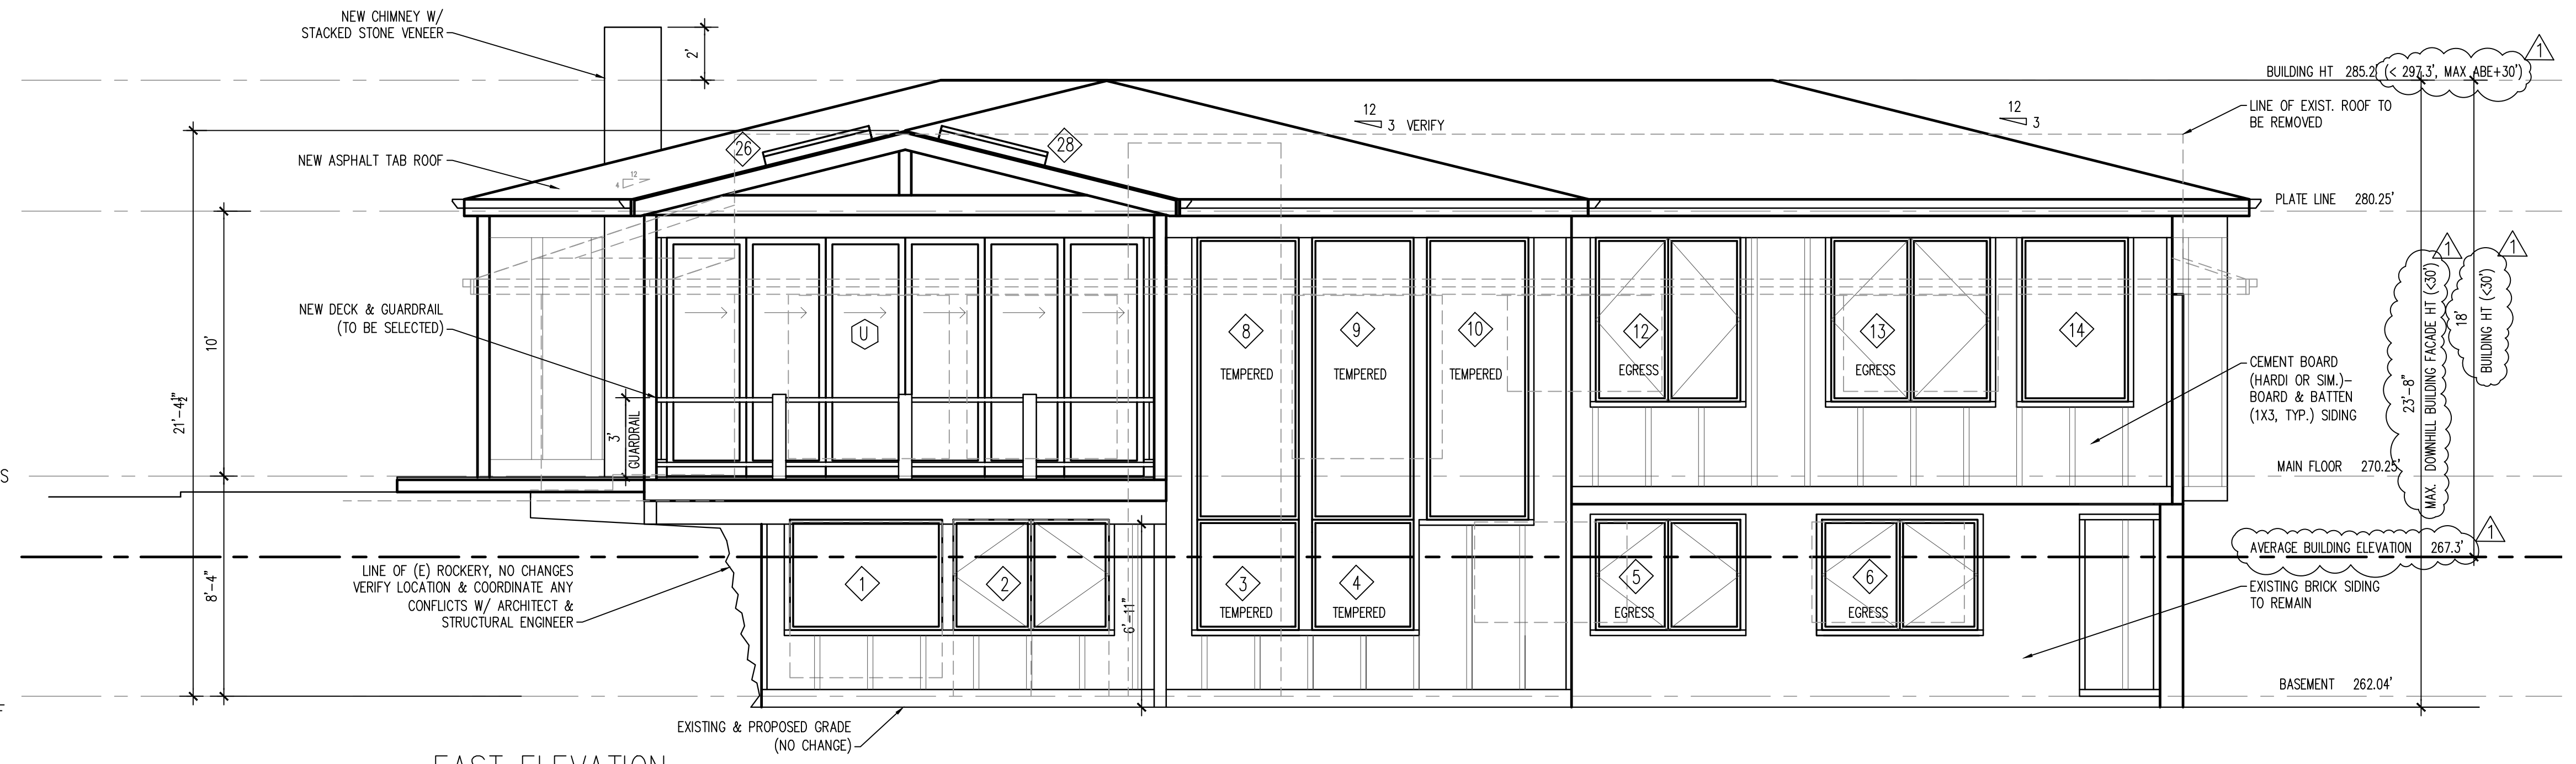 NEW CHIMNEY W/
STACKED STONE VENEER
2'
1
BUILDING HT 285.2' (< 297.3', MAX ABE+30')
12
3 VERIFY
12
3
LINE OF EXIST. ROOF TO
BE REMOVED
26
28
NEW ASPHALT TAB ROOF
12
4
PLATE LINE 280.25'
1
1
NEW DECK & GUARDRAIL
(TO BE SELECTED)
10'
21'-4½"
3'
GUARDRAIL
U
8
TEMPERED
9
TEMPERED
10
TEMPERED
12
EGRESS
13
EGRESS
14
CEMENT BOARD
(HARDI OR SIM.)-
BOARD & BATTEN
(1X3, TYP.) SIDING
23'-8"
MAX. DOWNHILL BUILDING FACADE HT (<30')
18'
BUILDING HT (<30')
S
MAIN FLOOR 270.25'
1
AVERAGE BUILDING ELEVATION 267.3'
8'-4"
LINE OF (E) ROCKERY, NO CHANGES
VERIFY LOCATION & COORDINATE ANY
CONFLICTS W/ ARCHITECT &
STRUCTURAL ENGINEER
1
2
6'-11"
3
TEMPERED
4
TEMPERED
5
EGRESS
6
EGRESS
EXISTING BRICK SIDING
TO REMAIN
BASEMENT 262.04'
EXISTING & PROPOSED GRADE
(NO CHANGE)
EAST ELEVATION